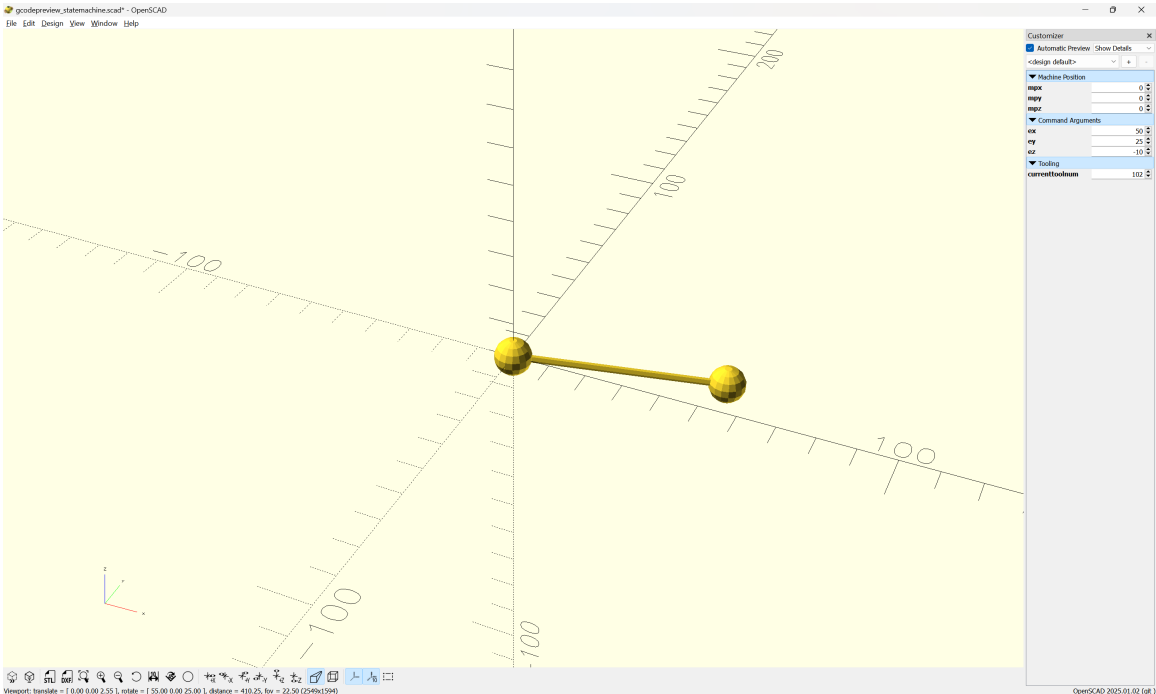 gcodepreview_statemachine.scad* - OpenSCAD
File Edit Design View Window Help
Customizer
Automatic Preview Show Details
<design default> + -
Machine Position
mpx 0
mpy 0
mpz 0
Command Arguments
ex 50
ey 25
ez -10
Tooling
currenttoolnum 102
200
100
-100
100
-100
-100
z
y
x
STL DXF
Viewport: translate = [ 0.00 0.00 2.55 ], rotate = [ 55.00 0.00 25.00 ], distance = 410.25, fov = 22.50 (2549x1594)
OpenSCAD 2025.01.02 (git )